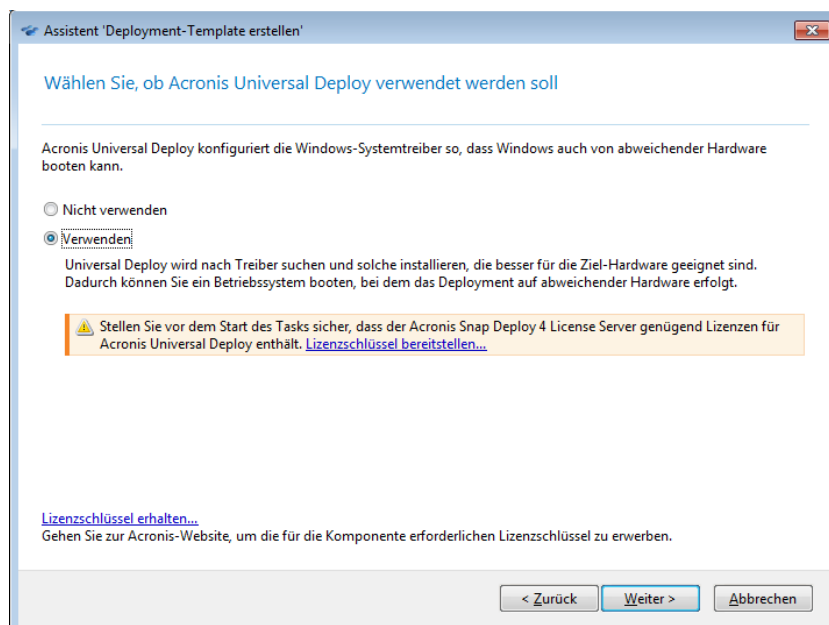 Assistent 'Deployment-Template erstellen'
Wählen Sie, ob Acronis Universal Deploy verwendet werden soll
Acronis Universal Deploy konfiguriert die Windows-Systemtreiber so, dass Windows auch von abweichender Hardware
booten kann.
Nicht verwenden
Verwenden
Universal Deploy wird nach Treiber suchen und solche installieren, die besser für die Ziel-Hardware geeignet sind.
Dadurch können Sie ein Betriebssystem booten, bei dem das Deployment auf abweichender Hardware erfolgt.
Stellen Sie vor dem Start des Tasks sicher, dass der Acronis Snap Deploy 4 License Server genügend Lizenzen für
Acronis Universal Deploy enthält. Lizenzschlüssel bereitstellen...
Lizenzschlüssel erhalten...
Gehen Sie zur Acronis-Website, um die für die Komponente erforderlichen Lizenzschlüssel zu erwerben.
< Zurück Weiter > Abbrechen